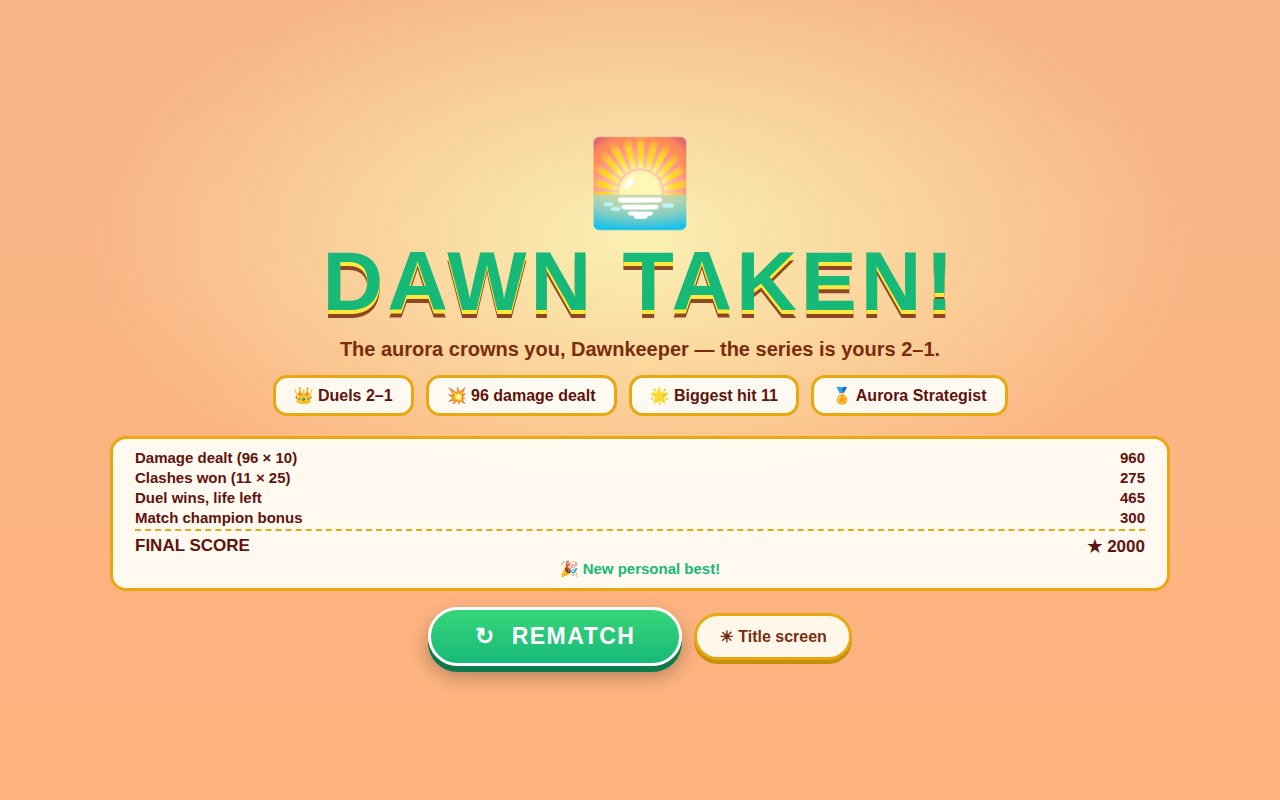 DAWN TAKEN!
The aurora crowns you, Dawnkeeper — the series is yours 2–1.
👑 Duels 2–1
💥 96 damage dealt
🌟 Biggest hit 11
🏅 Aurora Strategist
Damage dealt (96 × 10) 960
Clashes won (11 × 25) 275
Duel wins, life left 465
Match champion bonus 300
FINAL SCORE ★ 2000
🎉 New personal best!
↻ REMATCH
☀ Title screen